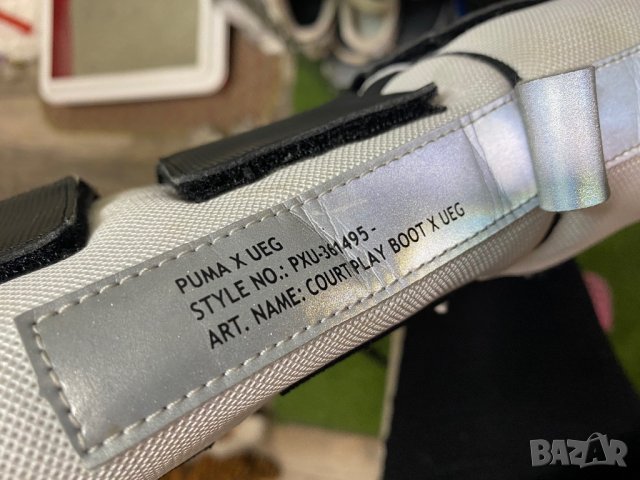 PUMA X UEG
STYLE NO.: PXU-361495 -
ART. NAME: COURTPLAY BOOT X UEG
BAZAR